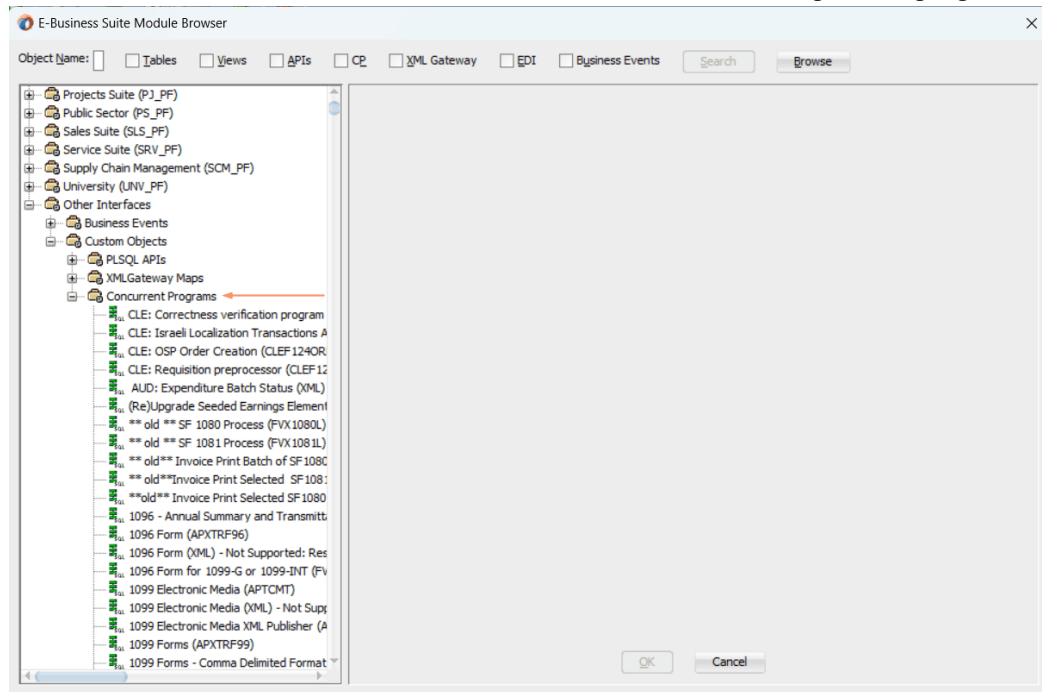 E-Business Suite Module Browser
Object Name: Tables Views APIs CP XML Gateway EDI Business Events Search Browse
Projects Suite (PJ_PF)
Public Sector (PS_PF)
Sales Suite (SLS_PF)
Service Suite (SRV_PF)
Supply Chain Management (SCM_PF)
University (UNV_PF)
Other Interfaces
Business Events
Custom Objects
PLSQL APIs
XMLGateway Maps
Concurrent Programs
CLE: Correctness verification program
CLE: Israeli Localization Transactions A
CLE: OSP Order Creation (CLEF124OR
CLE: Requisition preprocessor (CLEF12
AUD: Expenditure Batch Status (XML)
(Re)Upgrade Seeded Earnings Element
** old ** SF 1080 Process (FVX1080L)
** old ** SF 1081 Process (FVX1081L)
** old** Invoice Print Batch of SF1080
** old**Invoice Print Selected SF1081
**old** Invoice Print Selected SF1080
1096 - Annual Summary and Transmitt
1096 Form (APXTRF96)
1096 Form (XML) - Not Supported: Res
1096 Form for 1099-G or 1099-INT (FV
1099 Electronic Media (APTCMT)
1099 Electronic Media (XML) - Not Supp
1099 Electronic Media XML Publisher (A
1099 Forms (APXTRF99)
1099 Forms - Comma Delimited Format
OK Cancel